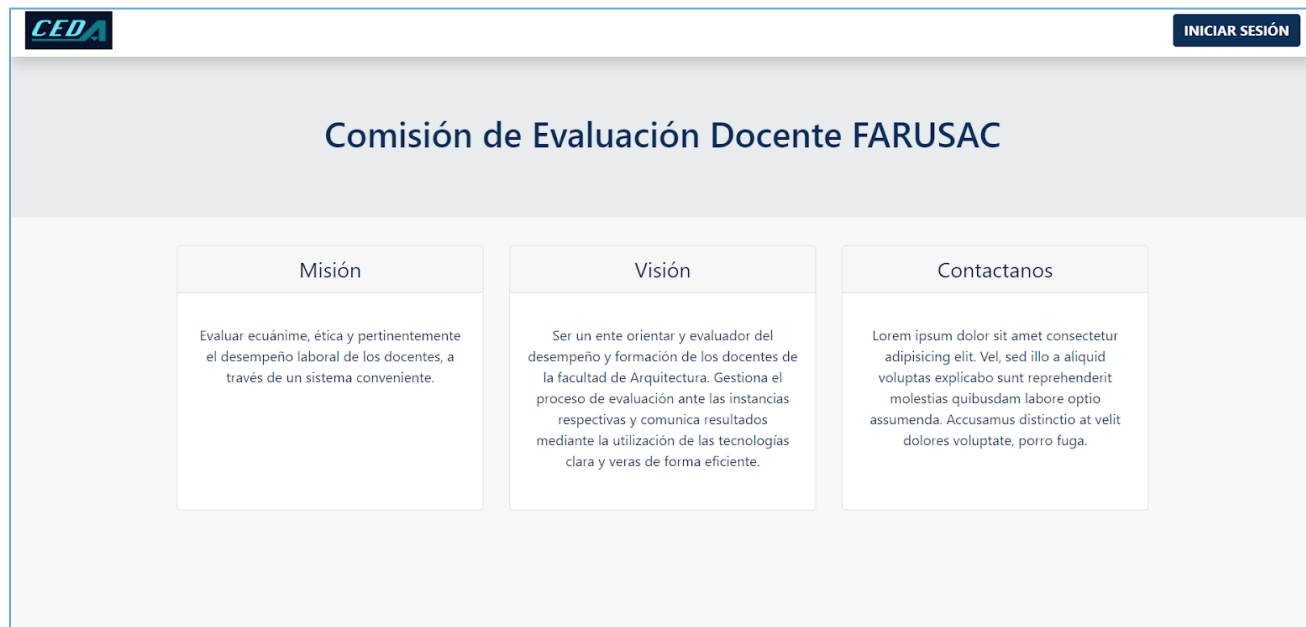 CEDA
INICIAR SESIÓN
Comisión de Evaluación Docente FARUSAC
Misión
Evaluar ecuánime, ética y pertinentemente
el desempeño laboral de los docentes, a
través de un sistema conveniente.
Visión
Ser un ente orientar y evaluador del
desempeño y formación de los docentes de
la facultad de Arquitectura. Gestiona el
proceso de evaluación ante las instancias
respectivas y comunica resultados
mediante la utilización de las tecnologías
clara y veras de forma eficiente.
Contactanos
Lorem ipsum dolor sit amet consectetur
adipisicing elit. Vel, sed illo a aliquid
voluptas explicabo sunt reprehenderit
molestias quibusdam labore optio
assumenda. Accusamus distinctio at velit
dolores voluptate, porro fuga.